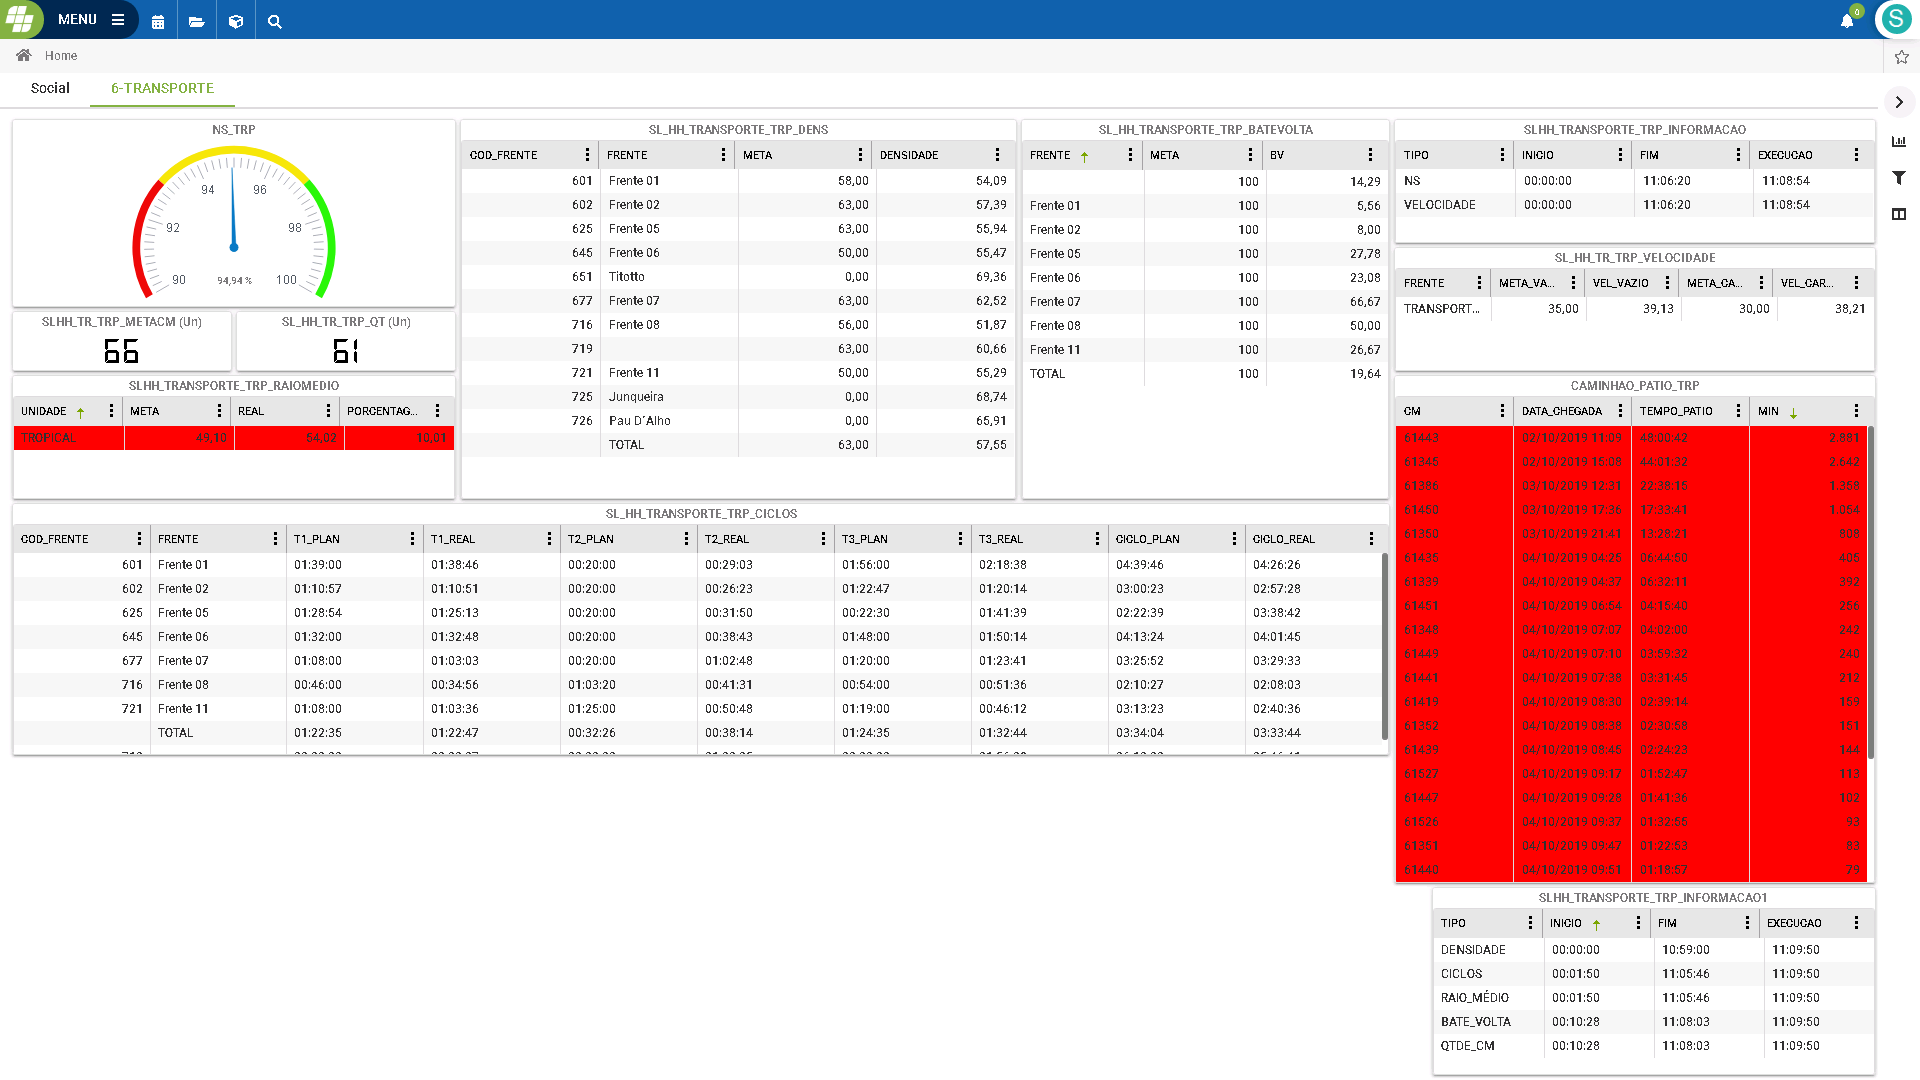 MENU
0
S
Home
Social 6-TRANSPORTE
NS_TRP
90 92 94 96 98 100
94,94 %
SLHH_TR_TRP_METACM (Un)
66
SLHH_TR_TRP_QT (Un)
61
SLHH_TRANSPORTE_TRP_RAIOMEDIO
UNIDADE META REAL PORCENTAG...
TROPICAL 49,10 54,02 10,01
SL_HH_TRANSPORTE_TRP_DENS
COD_FRENTE FRENTE META DENSIDADE
601 Frente 01 58,00 54,09
602 Frente 02 63,00 57,39
625 Frente 05 63,00 55,94
645 Frente 06 50,00 55,47
651 Titotto 0,00 69,36
677 Frente 07 63,00 62,52
716 Frente 08 56,00 51,87
719 63,00 60,66
721 Frente 11 50,00 55,29
725 Junqueira 0,00 68,74
726 Pau D´Alho 0,00 65,91
TOTAL 63,00 57,55
SL_HH_TRANSPORTE_TRP_BATEVOLTA
FRENTE META BV
100 14,29
Frente 01 100 5,56
Frente 02 100 8,00
Frente 05 100 27,78
Frente 06 100 23,08
Frente 07 100 66,67
Frente 08 100 50,00
Frente 11 100 26,67
TOTAL 100 19,64
SLHH_TRANSPORTE_TRP_INFORMACAO
TIPO INICIO FIM EXECUCAO
NS 00:00:00 11:06:20 11:08:54
VELOCIDADE 00:00:00 11:06:20 11:08:54
SL_HH_TR_TRP_VELOCIDADE
FRENTE META_VA... VEL_VAZIO META_CA... VEL_CAR...
TRANSPORT... 35,00 39,13 30,00 38,21
CAMINHAO_PATIO_TRP
CM DATA_CHEGADA TEMPO_PATIO MIN
61443 02/10/2019 11:09 48:00:42 2.881
61345 02/10/2019 15:08 44:01:32 2.642
61386 03/10/2019 12:31 22:38:15 1.358
61450 03/10/2019 17:36 17:33:41 1.054
61350 03/10/2019 21:41 13:28:21 808
61435 04/10/2019 04:25 06:44:50 405
61339 04/10/2019 04:37 06:32:11 392
61451 04/10/2019 06:54 04:15:40 256
61348 04/10/2019 07:07 04:02:00 242
61449 04/10/2019 07:10 03:59:32 240
61441 04/10/2019 07:38 03:31:45 212
61419 04/10/2019 08:30 02:39:14 159
61352 04/10/2019 08:38 02:30:58 151
61439 04/10/2019 08:45 02:24:23 144
61527 04/10/2019 09:17 01:52:47 113
61447 04/10/2019 09:28 01:41:36 102
61526 04/10/2019 09:37 01:32:55 93
61351 04/10/2019 09:47 01:22:53 83
61440 04/10/2019 09:51 01:18:57 79
SL_HH_TRANSPORTE_TRP_CICLOS
COD_FRENTE FRENTE T1_PLAN T1_REAL T2_PLAN T2_REAL T3_PLAN T3_REAL CICLO_PLAN CICLO_REAL
601 Frente 01 01:39:00 01:38:46 00:20:00 00:29:03 01:56:00 02:18:38 04:39:46 04:26:26
602 Frente 02 01:10:57 01:10:51 00:20:00 00:26:23 01:22:47 01:20:14 03:00:23 02:57:28
625 Frente 05 01:28:54 01:25:13 00:20:00 00:31:50 00:22:30 01:41:39 02:22:39 03:38:42
645 Frente 06 01:32:00 01:32:48 00:20:00 00:38:43 01:48:00 01:50:14 04:13:24 04:01:45
677 Frente 07 01:08:00 01:03:03 00:20:00 01:02:48 01:20:00 01:23:41 03:25:52 03:29:33
716 Frente 08 00:46:00 00:34:56 01:03:20 00:41:31 00:54:00 00:51:36 02:10:27 02:08:03
721 Frente 11 01:08:00 01:03:36 01:25:00 00:50:48 01:19:00 00:46:12 03:13:23 02:40:36
TOTAL 01:22:35 01:22:47 00:32:26 00:38:14 01:24:35 01:32:44 03:34:04 03:33:44
SLHH_TRANSPORTE_TRP_INFORMACAO1
TIPO INICIO FIM EXECUCAO
DENSIDADE 00:00:00 10:59:00 11:09:50
CICLOS 00:01:50 11:05:46 11:09:50
RAIO_MÉDIO 00:01:50 11:05:46 11:09:50
BATE_VOLTA 00:10:28 11:08:03 11:09:50
QTDE_CM 00:10:28 11:08:03 11:09:50